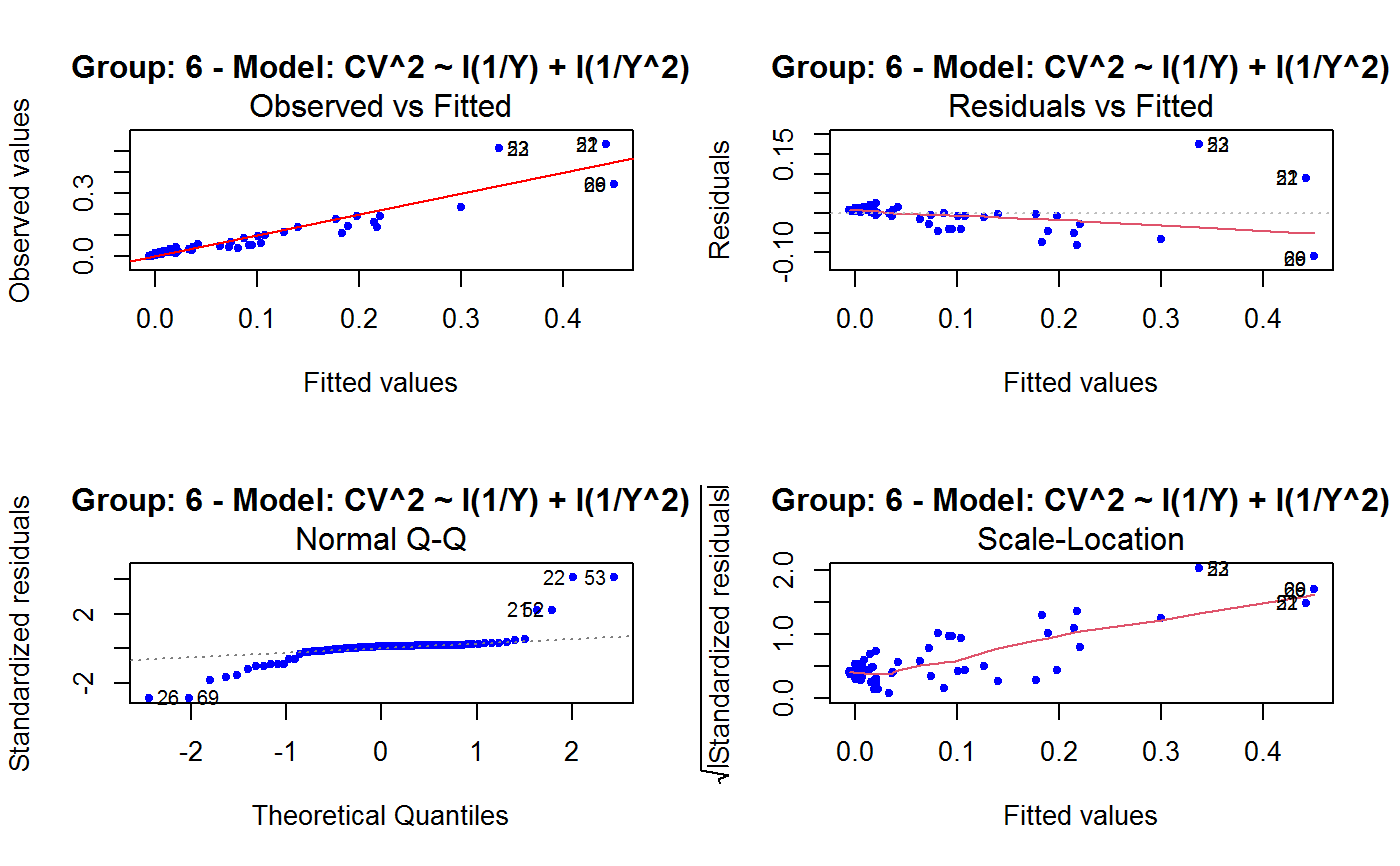 Group: 6 - Model: CV^2 ~ I(1/Y) + I(1/Y^2)
Observed vs Fitted
Observed values
0.3
0.0
53
0.0 0.1 0.2 0.3 0.4
Fitted values
Group: 6 - Model: CV^2 ~ I(1/Y) + I(1/Y^2)
Residuals vs Fitted
Residuals
0.15
-0.10
53
0.0 0.1 0.2 0.3 0.4
Fitted values
Group: 6 - Model: CV^2 ~ I(1/Y) + I(1/Y^2)
Normal Q-Q
Standardized residuals
2
-2
22 53
26 69
-2 -1 0 1 2
Theoretical Quantiles
Group: 6 - Model: CV^2 ~ I(1/Y) + I(1/Y^2)
Scale-Location
√|Standardized residuals|
2.0
1.0
0.0
53
0.0 0.1 0.2 0.3 0.4
Fitted values